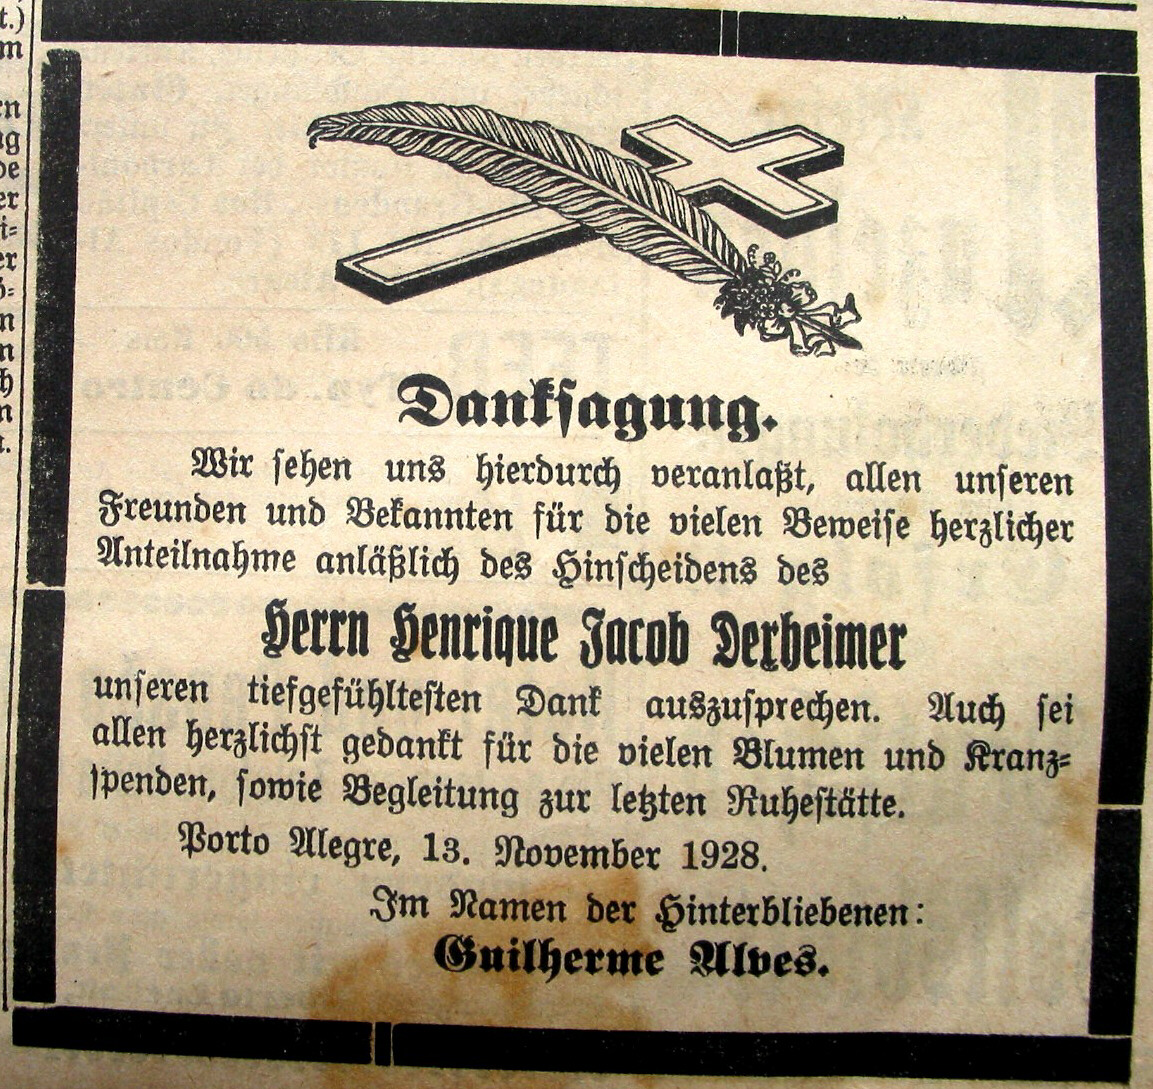 Danksagung.
Wir sehen uns hierdurch veranlaßt, allen unseren
Freunden und Bekannten für die vielen Beweise herzlicher
Anteilnahme anläßlich des Hinscheidens des
Herrn Henrique Jacob Derheimer
unseren tiefgefühltesten Dank auszusprechen. Auch sei
allen herzlichst gedankt für die vielen Blumen und Kranz-
spenden, sowie Begleitung zur letzten Ruhestätte.
Porto Alegre, 13. November 1928.
Im Namen der Hinterbliebenen:
Guilherme Alves.